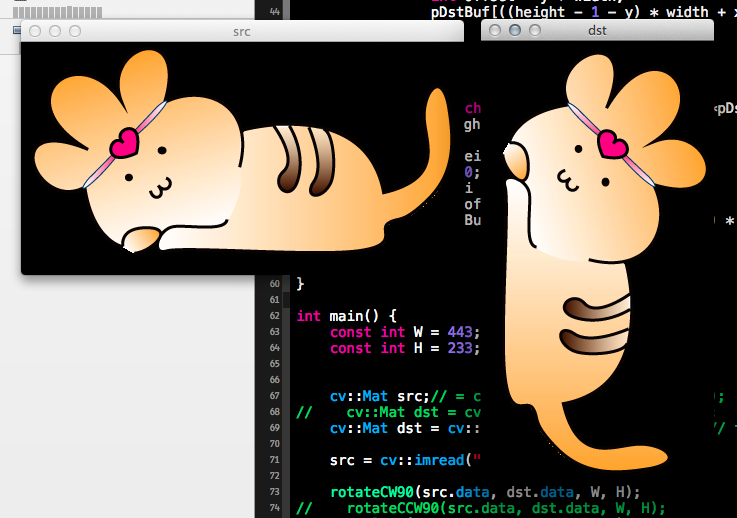 44
int offset = y * width;
pDstBuf[((height - 1 - y) * width + x
src
dst
ch
*pDs
gh
ei
0;
i
of
Bu
*
60 }
61
62 int main() {
63 const int W = 443;
64 const int H = 233;
65
66
67 cv::Mat src;// = c
;
68 // cv::Mat dst = cv
69 cv::Mat dst = cv::
//
70
71 src = cv::imread("
72
73 rotateCW90(src.data, dst.data, W, H);
74 // rotateCCW90(src.data, dst.data, W, H);